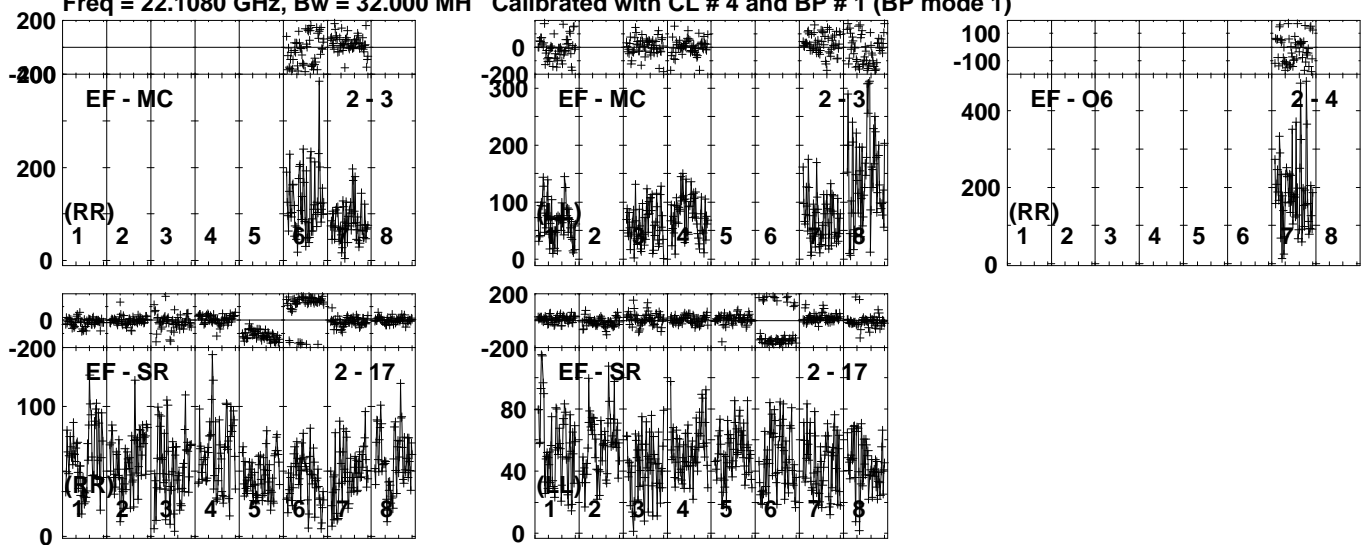 Freq = 22.1080 GHz, Bw = 32.000 MH Calibrated with CL # 4 and BP # 1 (BP mode 1)
200
-200
400
EF - MC 2 - 3
200
(RR)
1 2 3 4 5 6 7 8
0
0
-200
300
EF - MC 2 - 3
200
100
(LL)
1 2 3 4 5 6 7 8
0
100
-100
EF - O6 2 - 4
400
200
(RR)
1 2 3 4 5 6 7 8
0
0
-200
EF - SR 2 - 17
100
(RR)
1 2 3 4 5 6 7 8
0
200
0
-200
EF - SR 2 - 17
80
40
(LL)
1 2 3 4 5 6 7 8
0